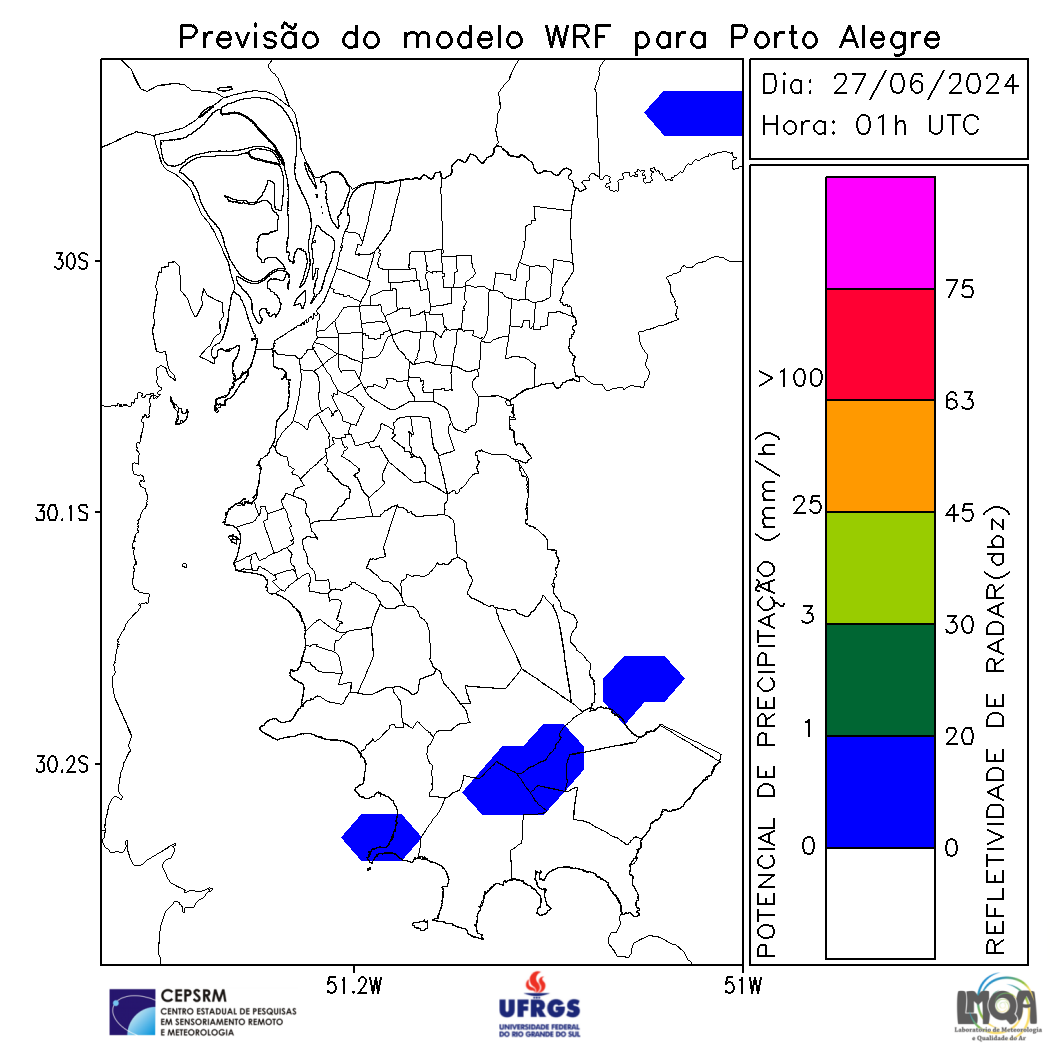 Previsão do modelo WRF para Porto Alegre
Dia: 27/06/2024
Hora: 01h UTC
30S
30.1S
30.2S
51.2W
51W
POTENCIAL DE PRECIPITAÇÃO (mm/h)
>100
25
3
1
0
75
63
45
30
20
0
REFLETIVIDADE DE RADAR(dbz)
CEPSRM
CENTRO ESTADUAL DE PESQUISAS
EM SENSORIAMENTO REMOTO
E METEOROLOGIA
UFRGS
UNIVERSIDADE FEDERAL
DO RIO GRANDE DO SUL
LMQA
Laboratório de Meteorologia
e Qualidade do Ar